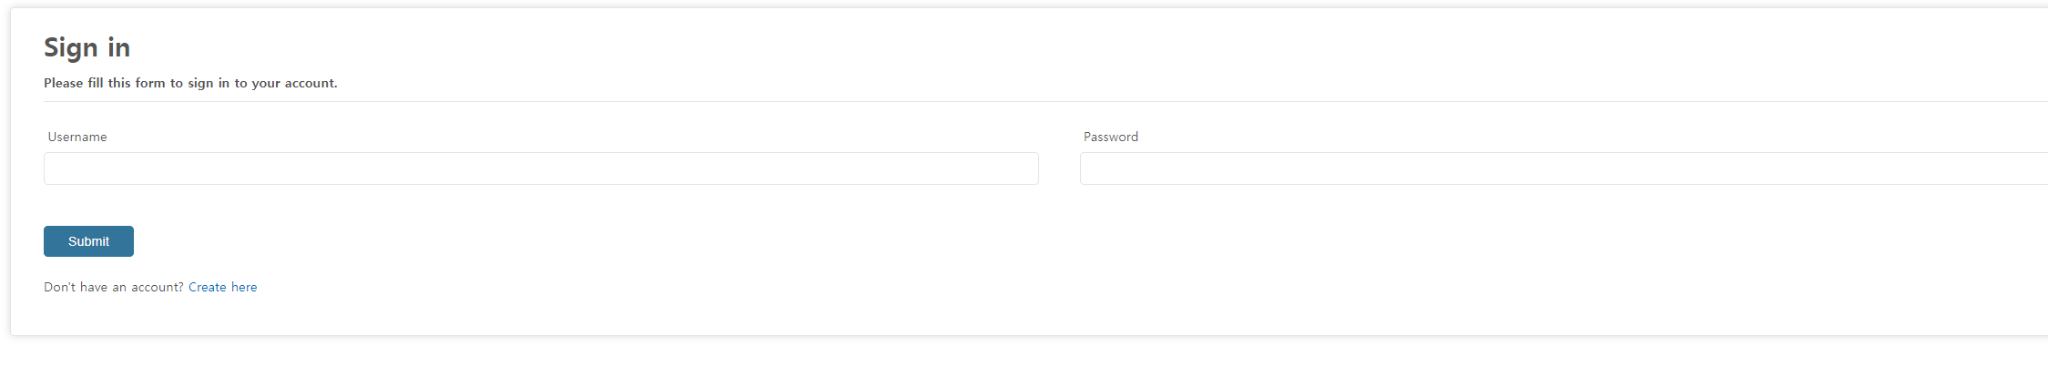 Sign in
Please fill this form to sign in to your account.
Username
Password
Submit
Don't have an account? Create here